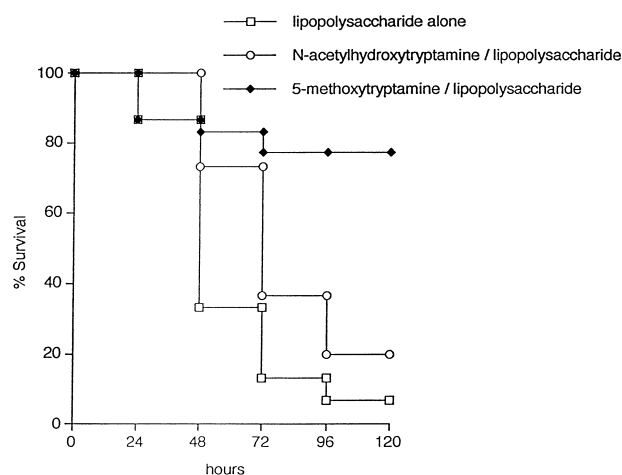 lipopolysaccharide alone
N-acetylhydroxytryptamine / lipopolysaccharide
5-methoxytryptamine / lipopolysaccharide
100
80
60
40
20
0
% Survival
0 24 48 72 96 120
hours